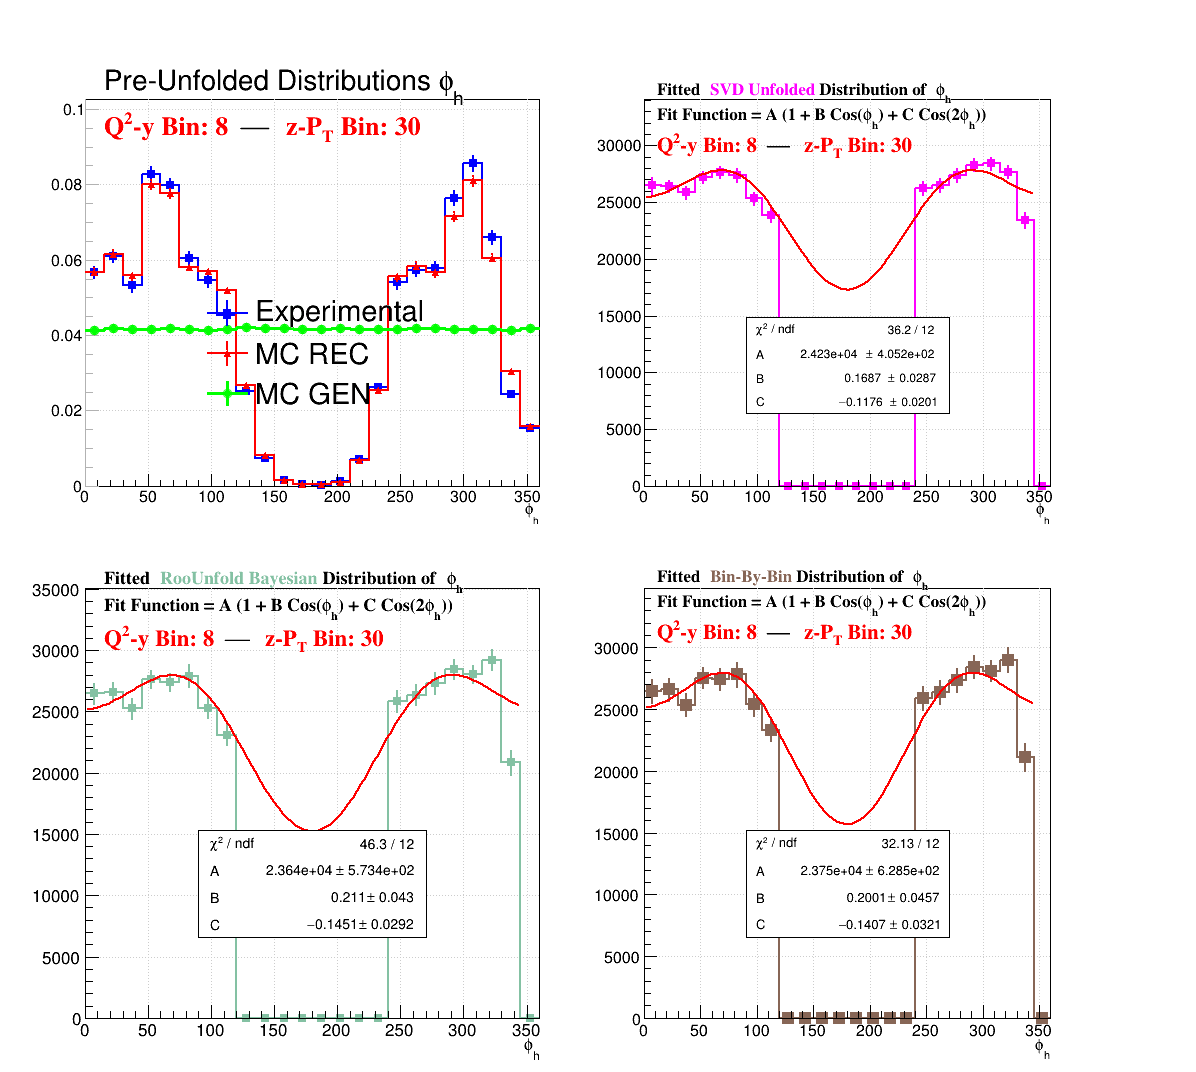 Pre-Unfolded Distributions ϕh
Q²-y Bin: 8 — z-PT Bin: 30
0.1
0.08
0.06
0.04
0.02
0
Experimental
MC REC
MC GEN
0 50 100 150 200 250 300 350
ϕh
Fitted SVD Unfolded Distribution of ϕh
Fit Function = A (1 + B Cos(ϕh) + C Cos(2ϕh))
Q²-y Bin: 8 — z-PT Bin: 30
30000
25000
20000
15000
10000
5000
0
χ² / ndf 36.2 / 12
A 2.423e+04 ± 4.052e+02
B 0.1687 ± 0.0287
C −0.1176 ± 0.0201
0 50 100 150 200 250 300 350
ϕh
Fitted RooUnfold Bayesian Distribution of ϕh
Fit Function = A (1 + B Cos(ϕh) + C Cos(2ϕh))
Q²-y Bin: 8 — z-PT Bin: 30
35000
30000
25000
20000
15000
10000
5000
0
χ² / ndf 46.3 / 12
A 2.364e+04 ± 5.734e+02
B 0.211 ± 0.043
C −0.1451 ± 0.0292
0 50 100 150 200 250 300 350
ϕh
Fitted Bin-By-Bin Distribution of ϕh
Fit Function = A (1 + B Cos(ϕh) + C Cos(2ϕh))
Q²-y Bin: 8 — z-PT Bin: 30
30000
25000
20000
15000
10000
5000
0
χ² / ndf 32.13 / 12
A 2.375e+04 ± 6.285e+02
B 0.2001 ± 0.0457
C −0.1407 ± 0.0321
0 50 100 150 200 250 300 350
ϕh